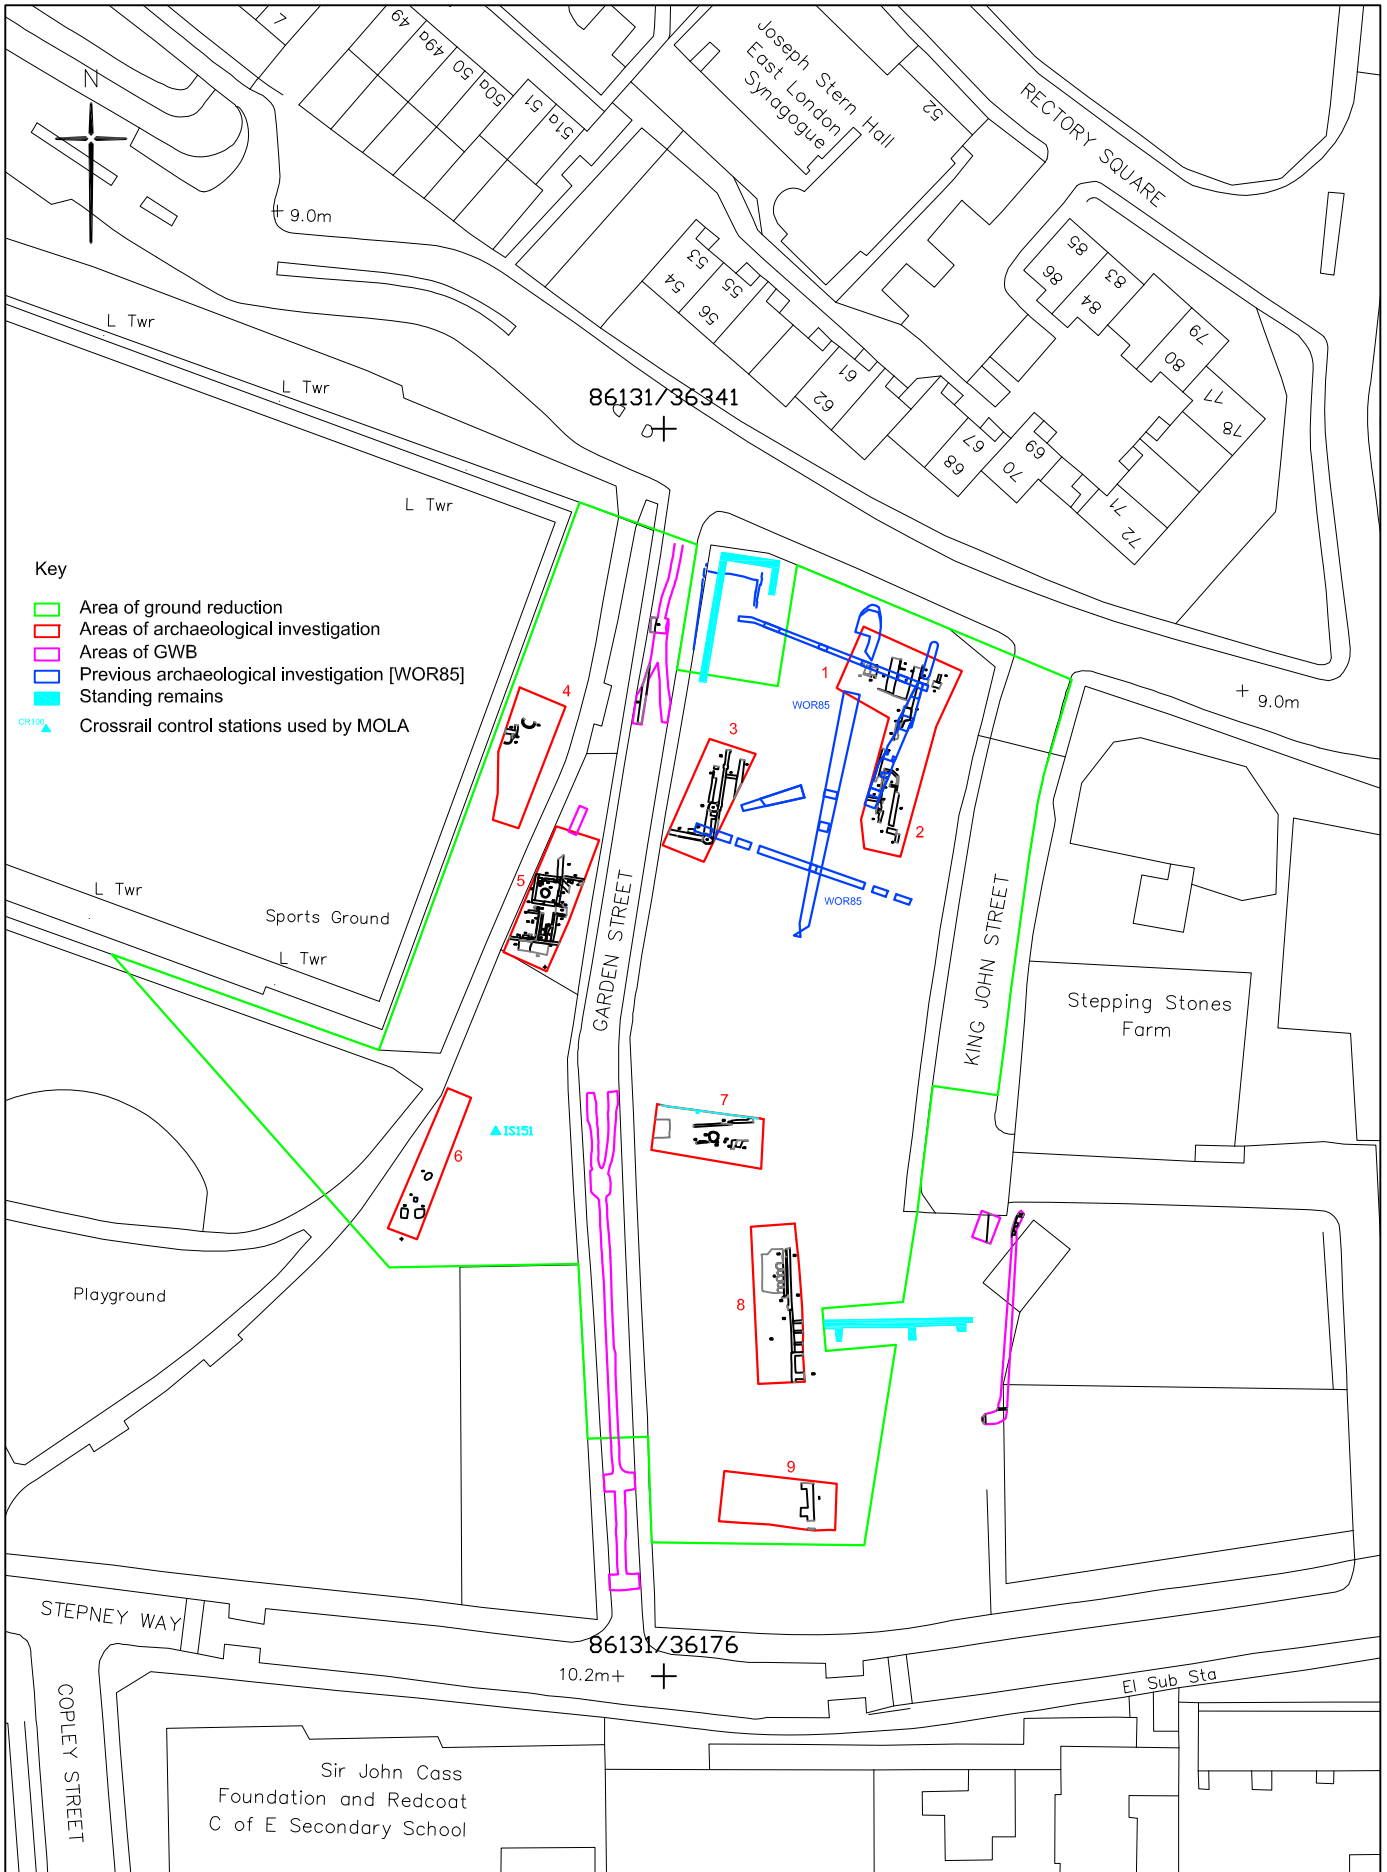 7
49
49a
50
50a
51
51a
Joseph Stern Hall
East London
Synagogue
52
RECTORY SQUARE
N
9.0m
53
54
55
56
61
62
67
68
69
70
71
72
85
86
83
84
79
80
77
78
L Twr
L Twr
L Twr
86131/36341
Key
Area of ground reduction
Areas of archaeological investigation
Areas of GWB
Previous archaeological investigation [WOR85]
Standing remains
CR190
Crossrail control stations used by MOLA
1
4
3
WOR85
9.0m
2
5
WOR85
L Twr
Sports Ground
L Twr
GARDEN STREET
KING JOHN STREET
Stepping Stones
Farm
7
IS151
6
Playground
8
9
STEPNEY WAY
86131/36176
10.2m
El Sub Sta
COPLEY STREET
Sir John Cass
Foundation and Redcoat
C of E Secondary School